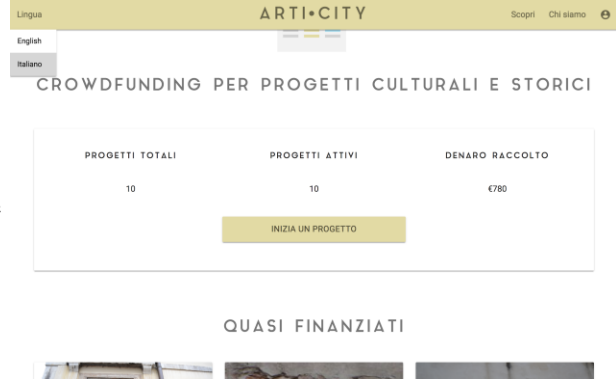 Lingua
ARTI•CITY
Scopri Chi siamo
English
Italiano
CROWDFUNDING PER PROGETTI CULTURALI E STORICI
PROGETTI TOTALI PROGETTI ATTIVI DENARO RACCOLTO
10 10 €780
INIZIA UN PROGETTO
QUASI FINANZIATI